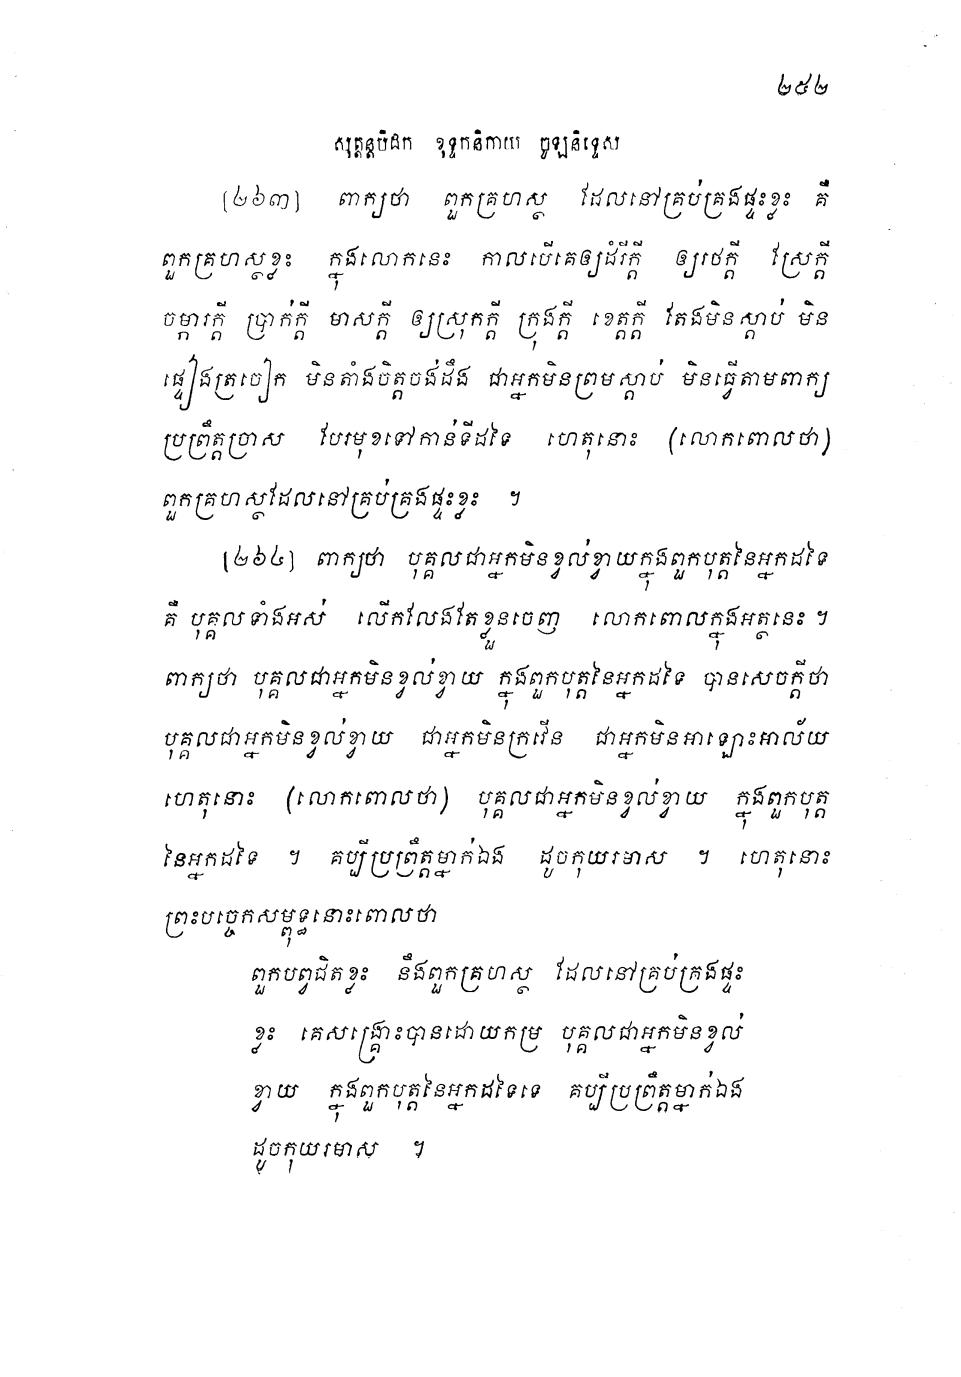 ២៥២
សុត្តន្តបិដក ខុទ្ទកនិកាយ ចូឡនិទ្ទេស
[២៦៣] ពាក្យថា ពួកគ្រហស្ថ ដែលនៅគ្រប់គ្រងផ្ទះខ្លះ គឺ
ពួកគ្រហស្ថខ្លះ ក្នុងលោកនេះ កាលបើគេឲ្យដំរីក្តី ឲ្យរថក្តី ស្រែក្តី
ចម្ការក្តី ប្រាក់ក្តី មាសក្តី ឲ្យស្រុកក្តី ក្រុងក្តី ខេត្តក្តី តែងមិនស្តាប់ មិន
ផ្ទៀងត្រចៀក មិនតាំងចិត្តចង់ដឹង ជាអ្នកមិនព្រមស្តាប់ មិនធ្វើតាមពាក្យ
ប្រព្រឹត្តប្រាស បែរមុខទៅកាន់ទីដទៃ ហេតុនោះ (លោកពោលថា)
ពួកគ្រហស្ថដែលនៅគ្រប់គ្រងផ្ទះខ្លះ ។
[២៦៤] ពាក្យថា បុគ្គលជាអ្នកមិនខ្វល់ខ្វាយក្នុងពួកបុត្តនៃអ្នកដទៃ
គឺ បុគ្គលទាំងអស់ លើកលែងតែខ្លួនចេញ លោកពោលក្នុងអត្ថនេះ ។
ពាក្យថា បុគ្គលជាអ្នកមិនខ្វល់ខ្វាយ ក្នុងពួកបុត្តនៃអ្នកដទៃ បានសេចក្តីថា
បុគ្គលជាអ្នកមិនខ្វល់ខ្វាយ ជាអ្នកមិនក្រវើន ជាអ្នកមិនអាឡោះអាល័យ
ហេតុនោះ (លោកពោលថា) បុគ្គលជាអ្នកមិនខ្វល់ខ្វាយ ក្នុងពួកបុត្ត
នៃអ្នកដទៃ ។ គប្បីប្រព្រឹត្តម្នាក់ឯង ដូចកុយរមាស ។ ហេតុនោះ
ព្រះបច្ចេកសម្ពុទ្ធនោះពោលថា
ពួកបព្វជិតខ្លះ នឹងពួកគ្រហស្ថ ដែលនៅគ្រប់គ្រងផ្ទះ
ខ្លះ គេសង្គ្រោះបានដោយកម្រ បុគ្គលជាអ្នកមិនខ្វល់
ខ្វាយ ក្នុងពួកបុត្តនៃអ្នកដទៃទេ គប្បីប្រព្រឹត្តម្នាក់ឯង
ដូចកុយរមាស ។